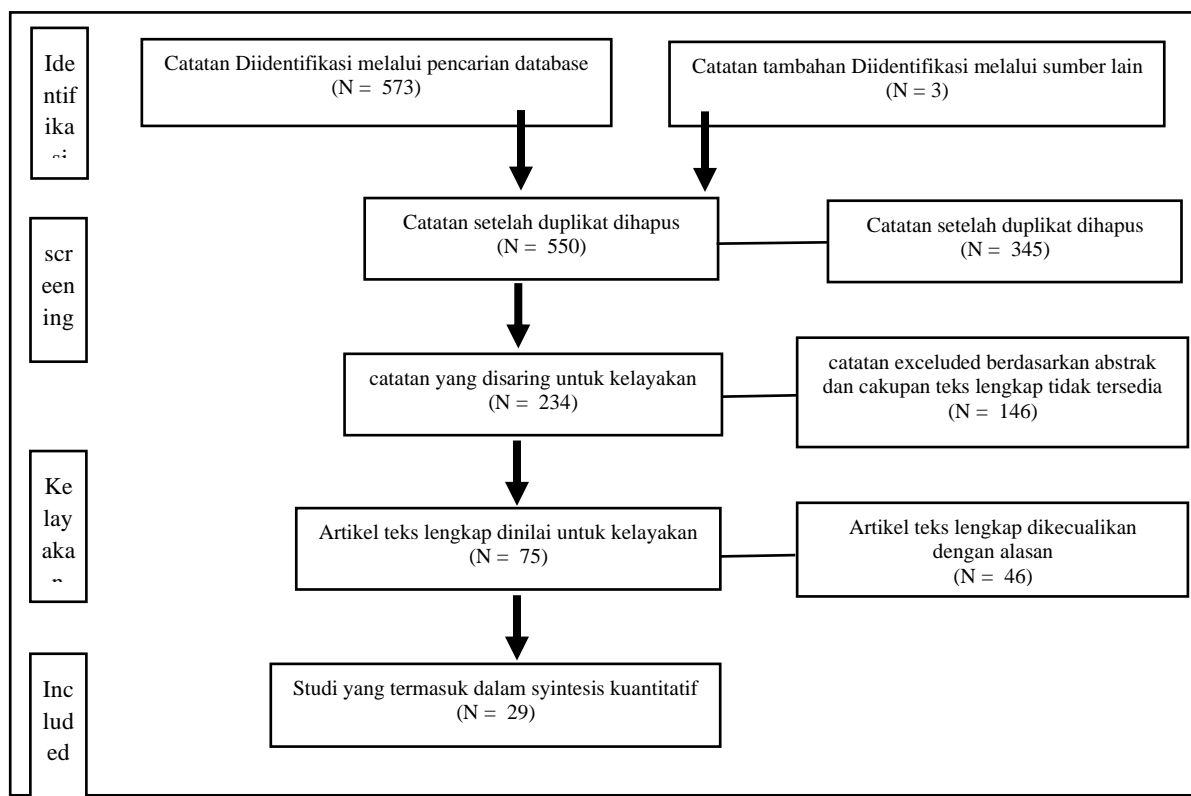 Ide
ntif
ika
si
Catatan Diidentifikasi melalui pencarian database
(N = 573)
Catatan tambahan Diidentifikasi melalui sumber lain
(N = 3)
scr
een
ing
Catatan setelah duplikat dihapus
(N = 550)
Catatan setelah duplikat dihapus
(N = 345)
catatan yang disaring untuk kelayakan
(N = 234)
catatan exceluded berdasarkan abstrak
dan cakupan teks lengkap tidak tersedia
(N = 146)
Ke
lay
aka
n
Artikel teks lengkap dinilai untuk kelayakan
(N = 75)
Artikel teks lengkap dikecualikan
dengan alasan
(N = 46)
Inc
lud
ed
Studi yang termasuk dalam syintesis kuantitatif
(N = 29)